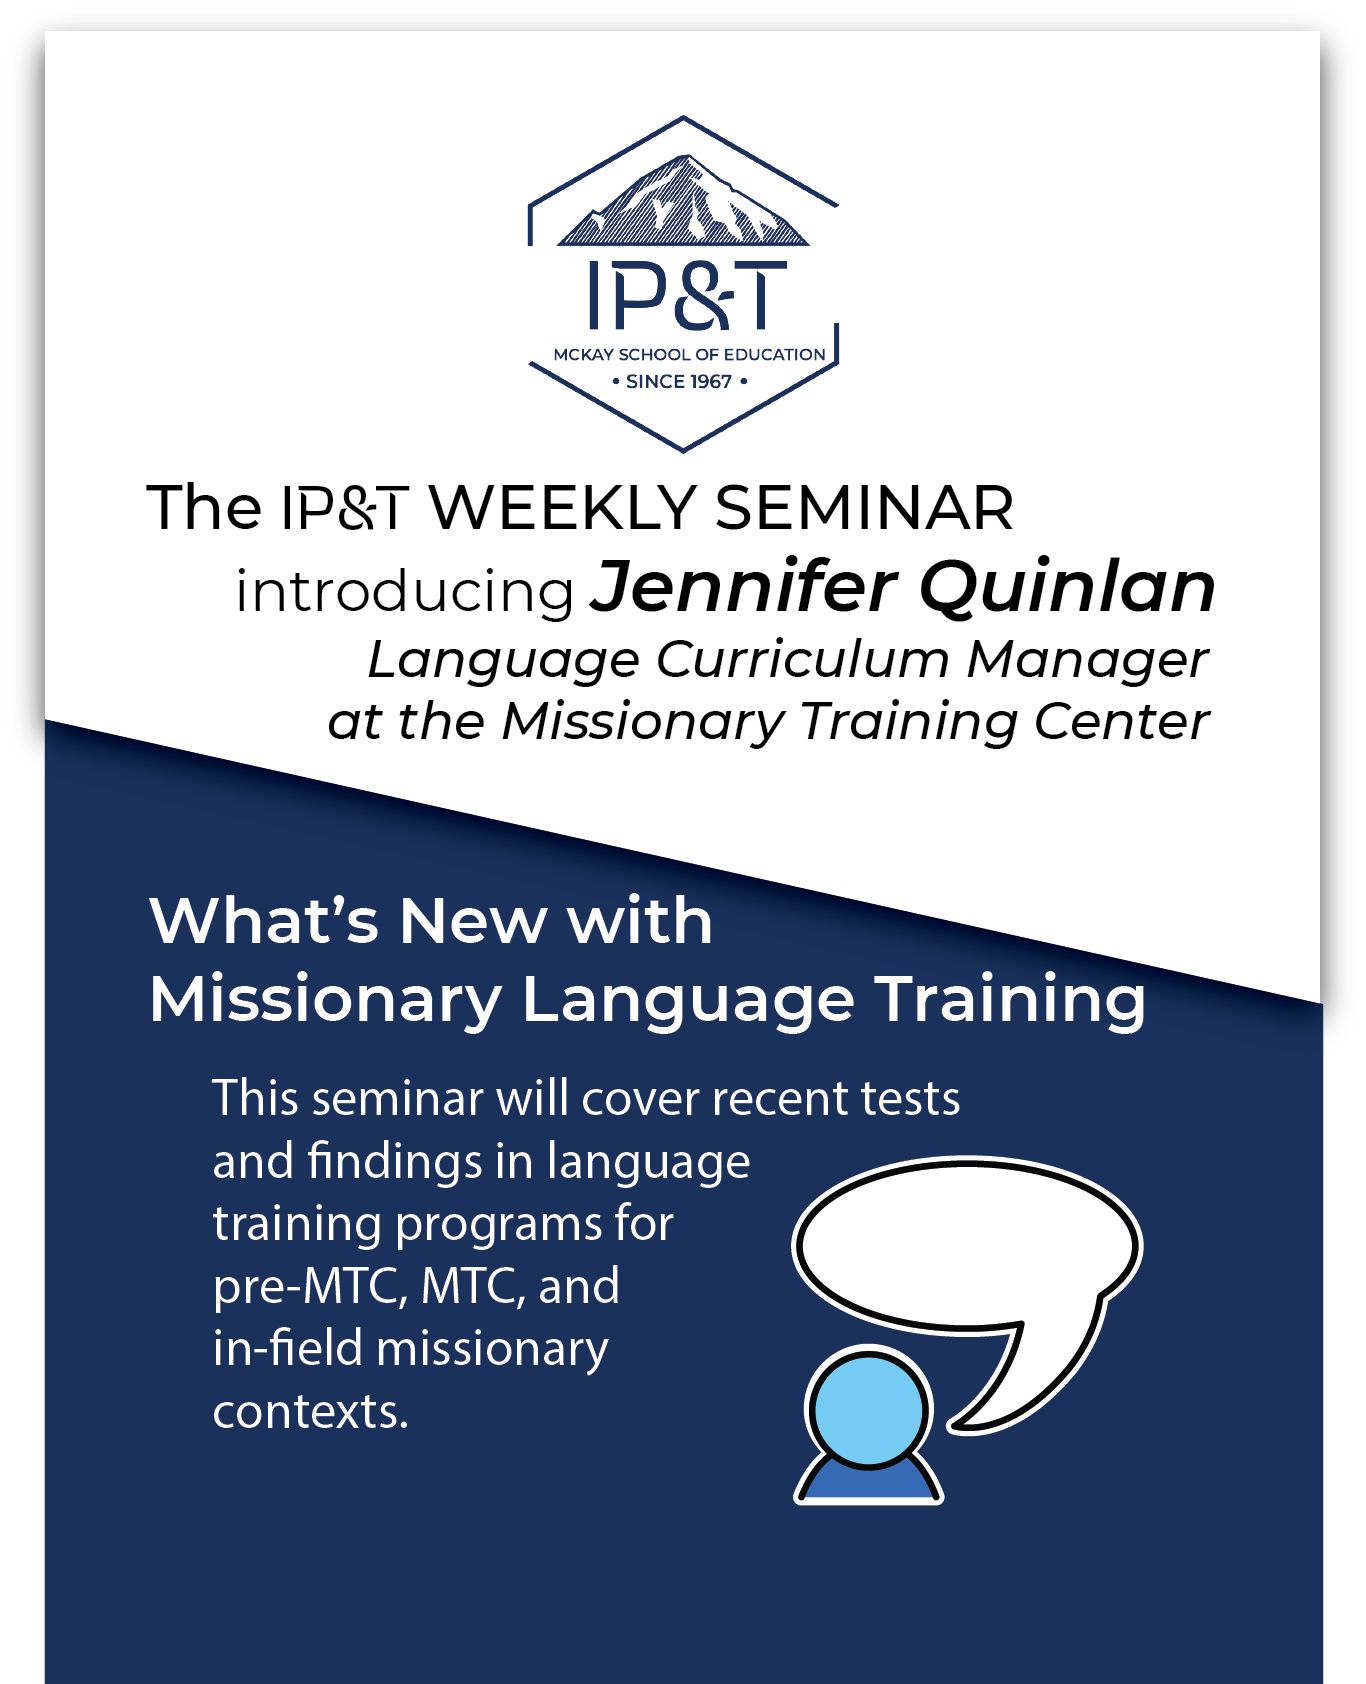 IP&T
MCKAY SCHOOL OF EDUCATION
• SINCE 1967 •
The IP&T WEEKLY SEMINAR
introducing Jennifer Quinlan
Language Curriculum Manager
at the Missionary Training Center
What’s New with
Missionary Language Training
This seminar will cover recent tests
and findings in language
training programs for
pre-MTC, MTC, and
in-field missionary
contexts.